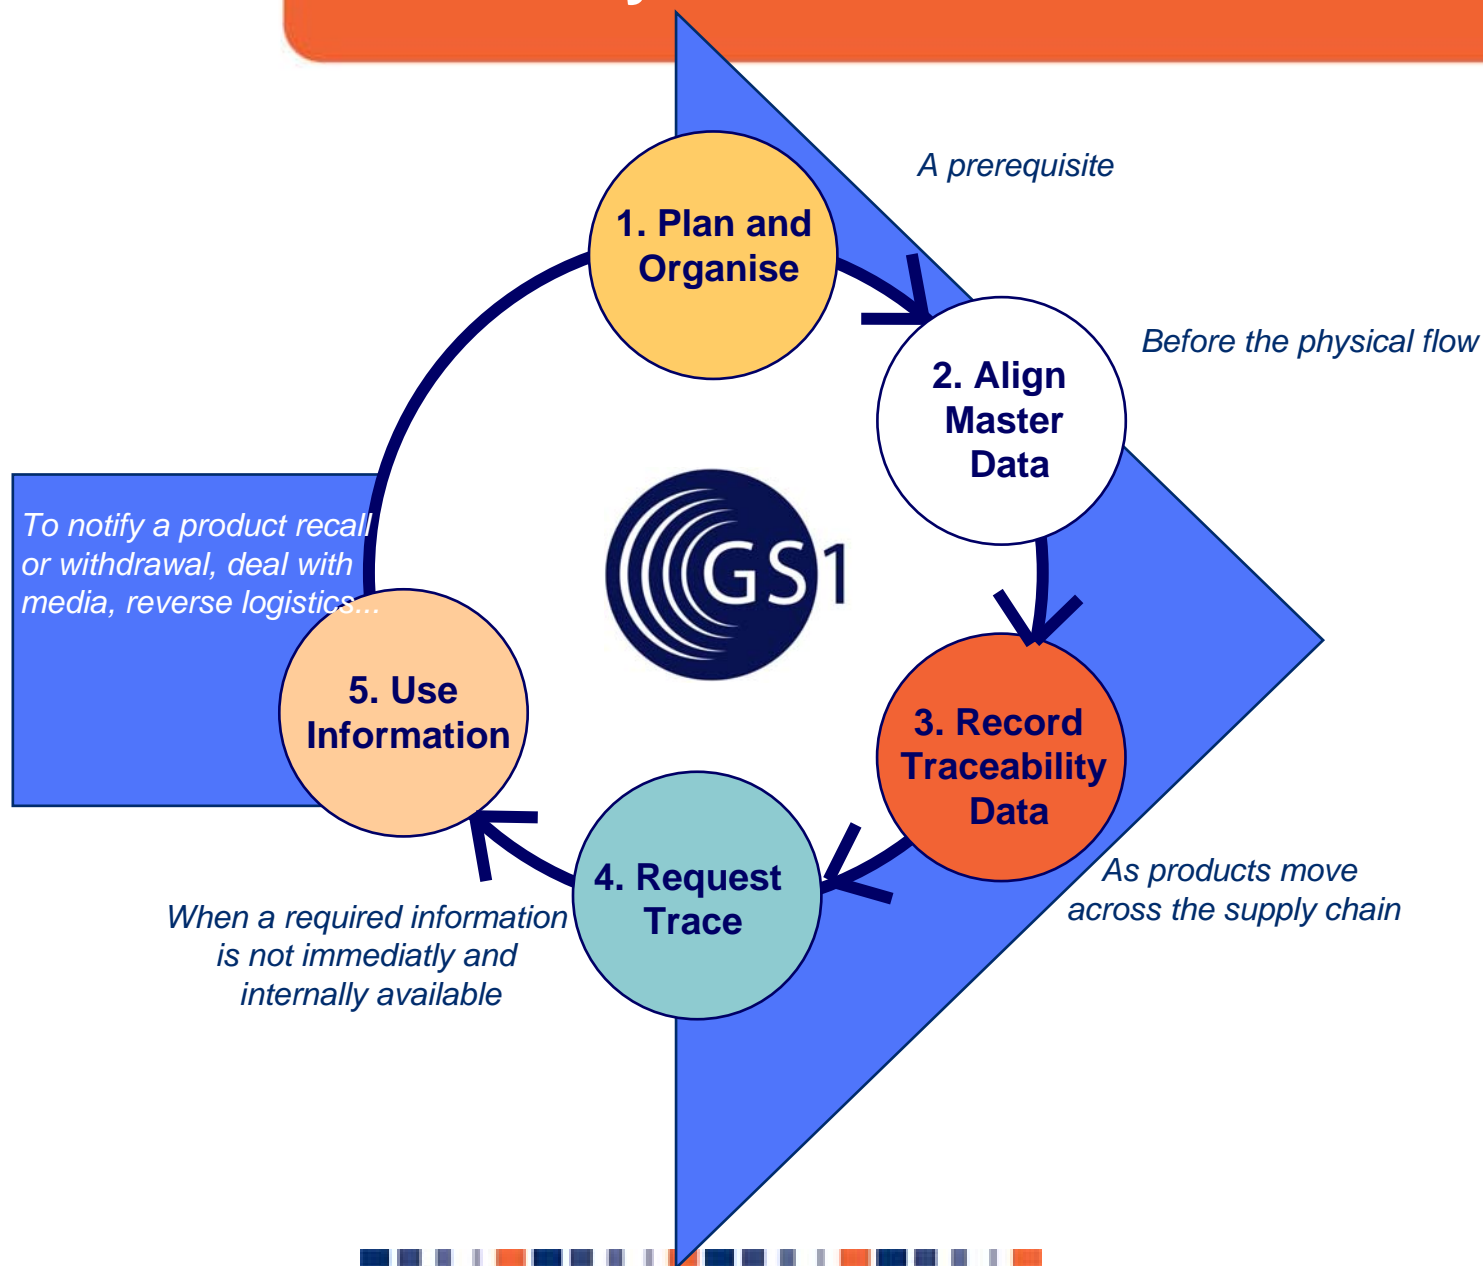 1. Plan and
Organise
A prerequisite
2. Align
Master
Data
Before the physical flow
To notify a product recall
or withdrawal, deal with
media, reverse logistics...
GS1
5. Use
Information
3. Record
Traceability
Data
4. Request
Trace
As products move
across the supply chain
When a required information
is not immediatly and
internally available